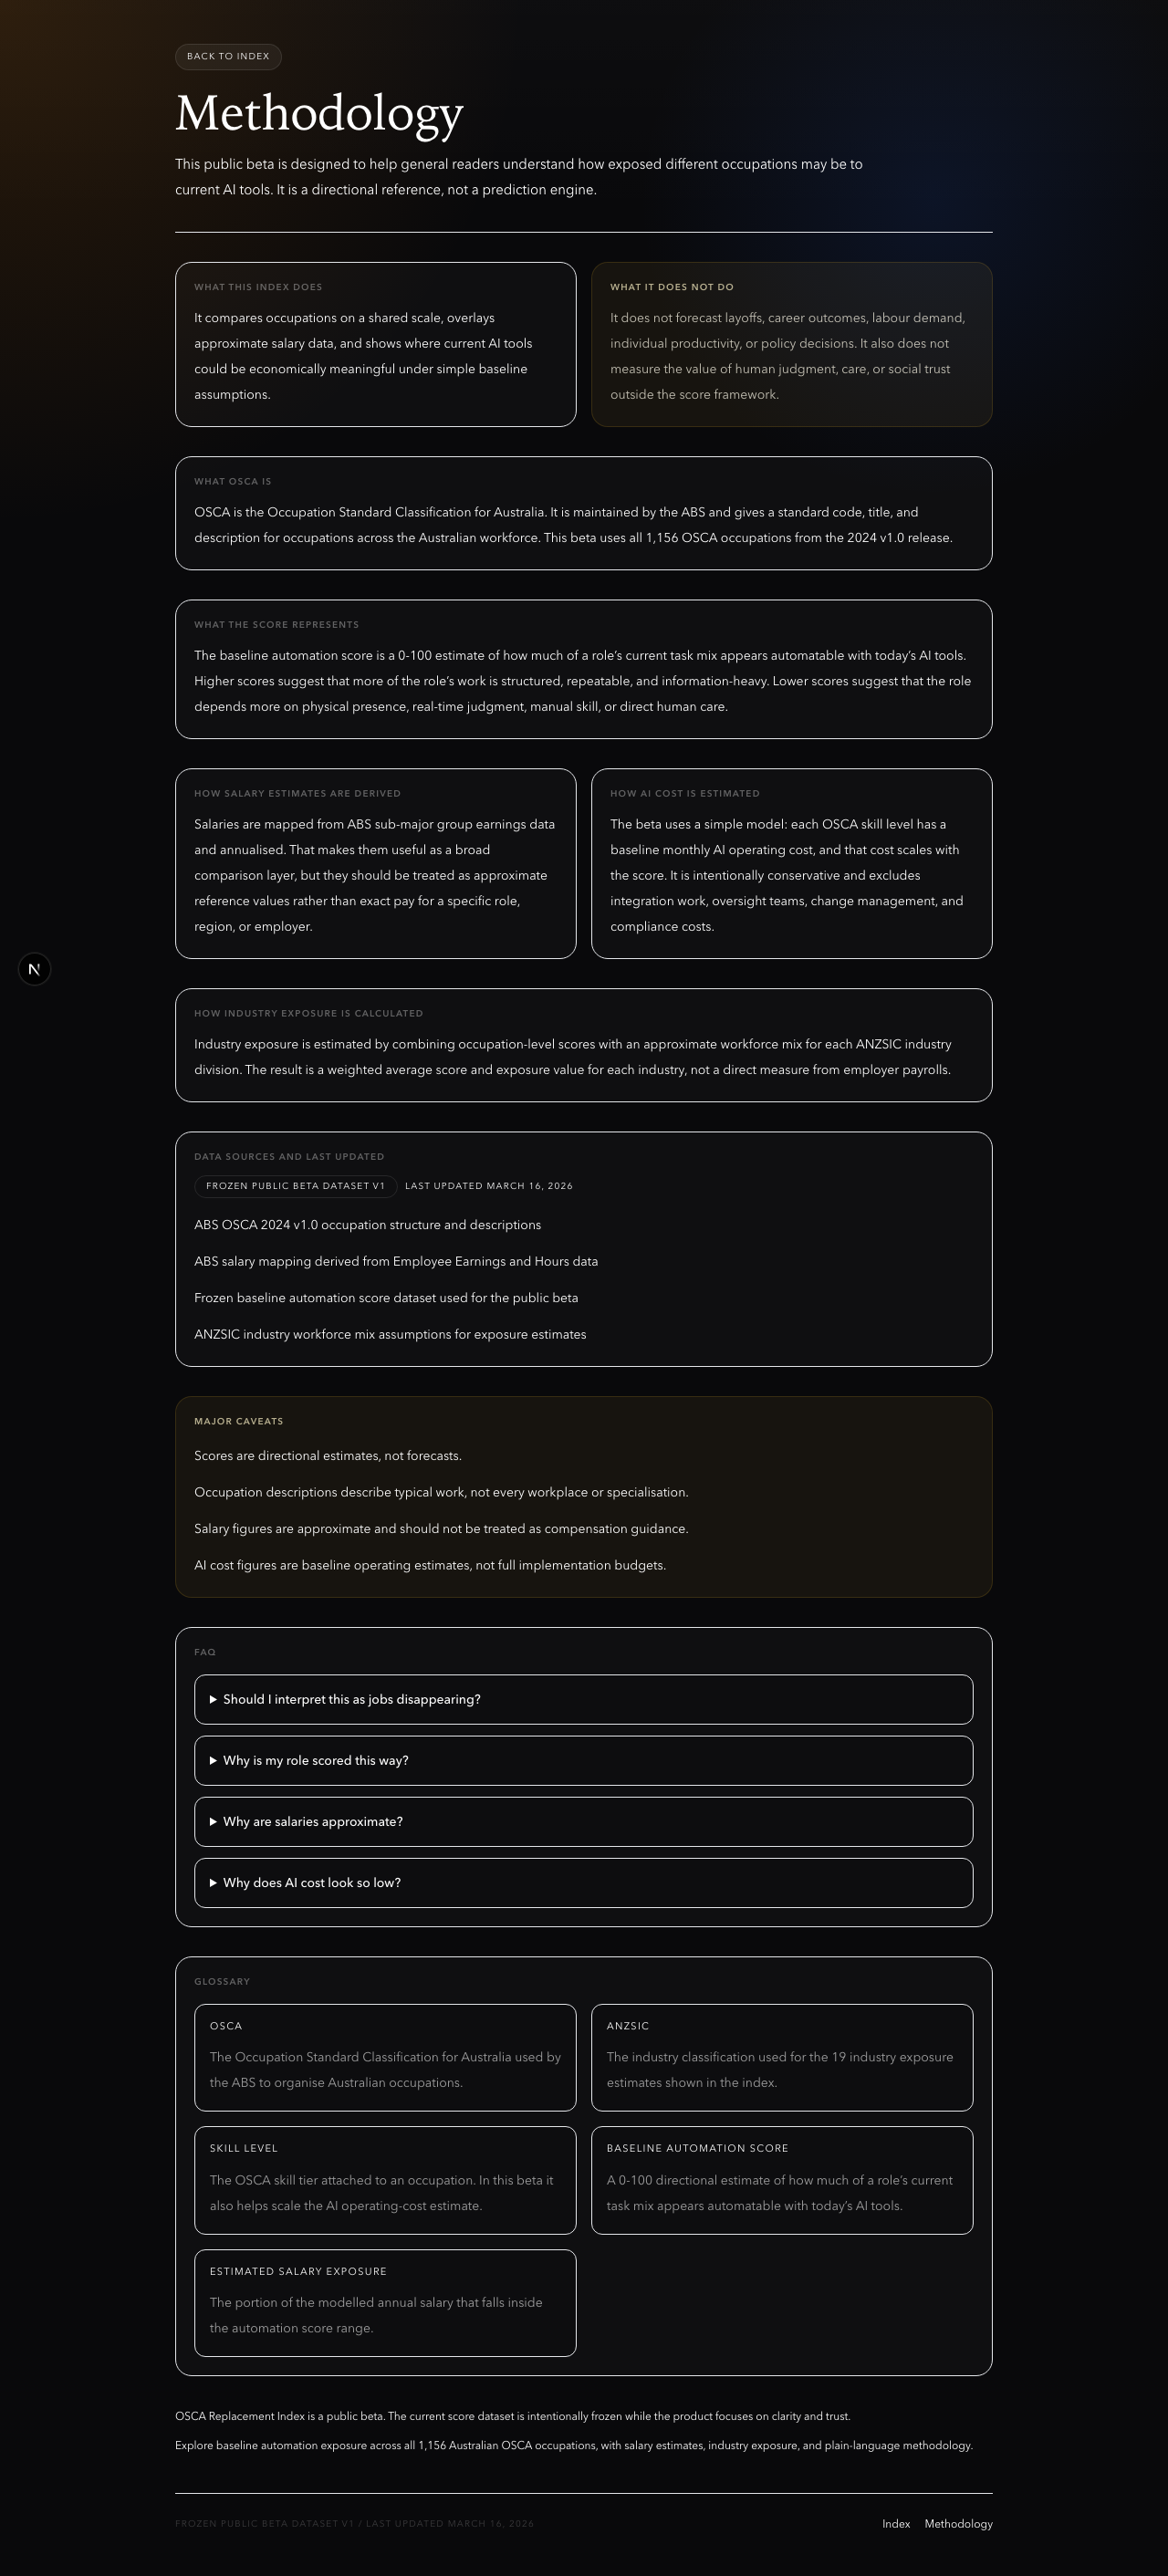 BACK TO INDEX
Methodology
This public beta is designed to help general readers understand how exposed different occupations may be to
current AI tools. It is a directional reference, not a prediction engine.
WHAT THIS INDEX DOES
It compares occupations on a shared scale, overlays
approximate salary data, and shows where current AI tools
could be economically meaningful under simple baseline
assumptions.
WHAT IT DOES NOT DO
It does not forecast layoffs, career outcomes, labour demand,
individual productivity, or policy decisions. It also does not
measure the value of human judgment, care, or social trust
outside the score framework.
WHAT OSCA IS
OSCA is the Occupation Standard Classification for Australia. It is maintained by the ABS and gives a standard code, title, and
description for occupations across the Australian workforce. This beta uses all 1,156 OSCA occupations from the 2024 v1.0 release.
WHAT THE SCORE REPRESENTS
The baseline automation score is a 0-100 estimate of how much of a role's current task mix appears automatable with today's AI tools.
Higher scores suggest that more of the role's work is structured, repeatable, and information-heavy. Lower scores suggest that the role
depends more on physical presence, real-time judgment, manual skill, or direct human care.
HOW SALARY ESTIMATES ARE DERIVED
Salaries are mapped from ABS sub-major group earnings data
and annualised. That makes them useful as a broad
comparison layer, but they should be treated as approximate
reference values rather than exact pay for a specific role,
region, or employer.
HOW AI COST IS ESTIMATED
The beta uses a simple model: each OSCA skill level has a
baseline monthly AI operating cost, and that cost scales with
the score. It is intentionally conservative and excludes
integration work, oversight teams, change management, and
compliance costs.
N
HOW INDUSTRY EXPOSURE IS CALCULATED
Industry exposure is estimated by combining occupation-level scores with an approximate workforce mix for each ANZSIC industry
division. The result is a weighted average score and exposure value for each industry, not a direct measure from employer payrolls.
DATA SOURCES AND LAST UPDATED
FROZEN PUBLIC BETA DATASET V1 LAST UPDATED MARCH 16, 2026
ABS OSCA 2024 v1.0 occupation structure and descriptions
ABS salary mapping derived from Employee Earnings and Hours data
Frozen baseline automation score dataset used for the public beta
ANZSIC industry workforce mix assumptions for exposure estimates
MAJOR CAVEATS
Scores are directional estimates, not forecasts.
Occupation descriptions describe typical work, not every workplace or specialisation.
Salary figures are approximate and should not be treated as compensation guidance.
AI cost figures are baseline operating estimates, not full implementation budgets.
FAQ
Should I interpret this as jobs disappearing?
Why is my role scored this way?
Why are salaries approximate?
Why does AI cost look so low?
GLOSSARY
OSCA
The Occupation Standard Classification for Australia used by
the ABS to organise Australian occupations.
ANZSIC
The industry classification used for the 19 industry exposure
estimates shown in the index.
SKILL LEVEL
The OSCA skill tier attached to an occupation. In this beta it
also helps scale the AI operating-cost estimate.
BASELINE AUTOMATION SCORE
A 0-100 directional estimate of how much of a role's current
task mix appears automatable with today's AI tools.
ESTIMATED SALARY EXPOSURE
The portion of the modelled annual salary that falls inside
the automation score range.
OSCA Replacement Index is a public beta. The current score dataset is intentionally frozen while the product focuses on clarity and trust.
Explore baseline automation exposure across all 1,156 Australian OSCA occupations, with salary estimates, industry exposure, and plain-language methodology.
FROZEN PUBLIC BETA DATASET V1 / LAST UPDATED MARCH 16, 2026
Index Methodology